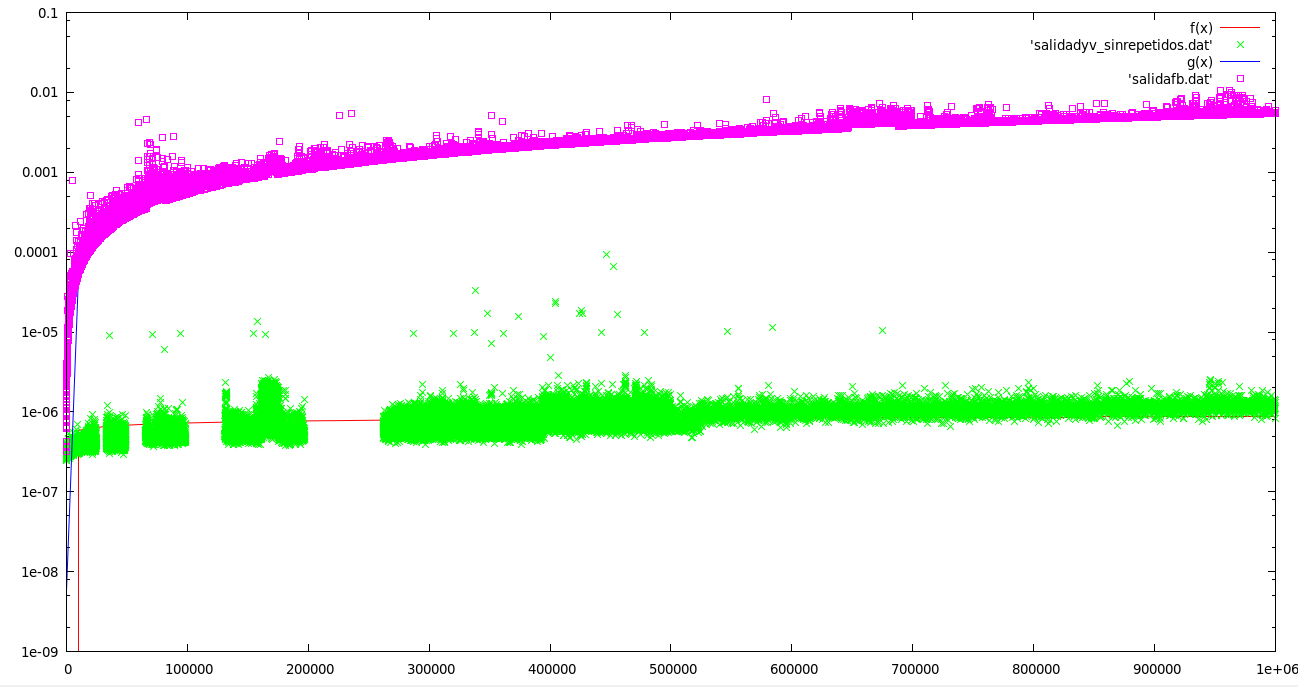 0.1
0.01
0.001
0.0001
1e-05
1e-06
1e-07
1e-08
1e-09
0 100000 200000 300000 400000 500000 600000 700000 800000 900000 1e+06
f(x)
'salidadyv_sinrepetidos.dat'
g(x)
'salidafb.dat'